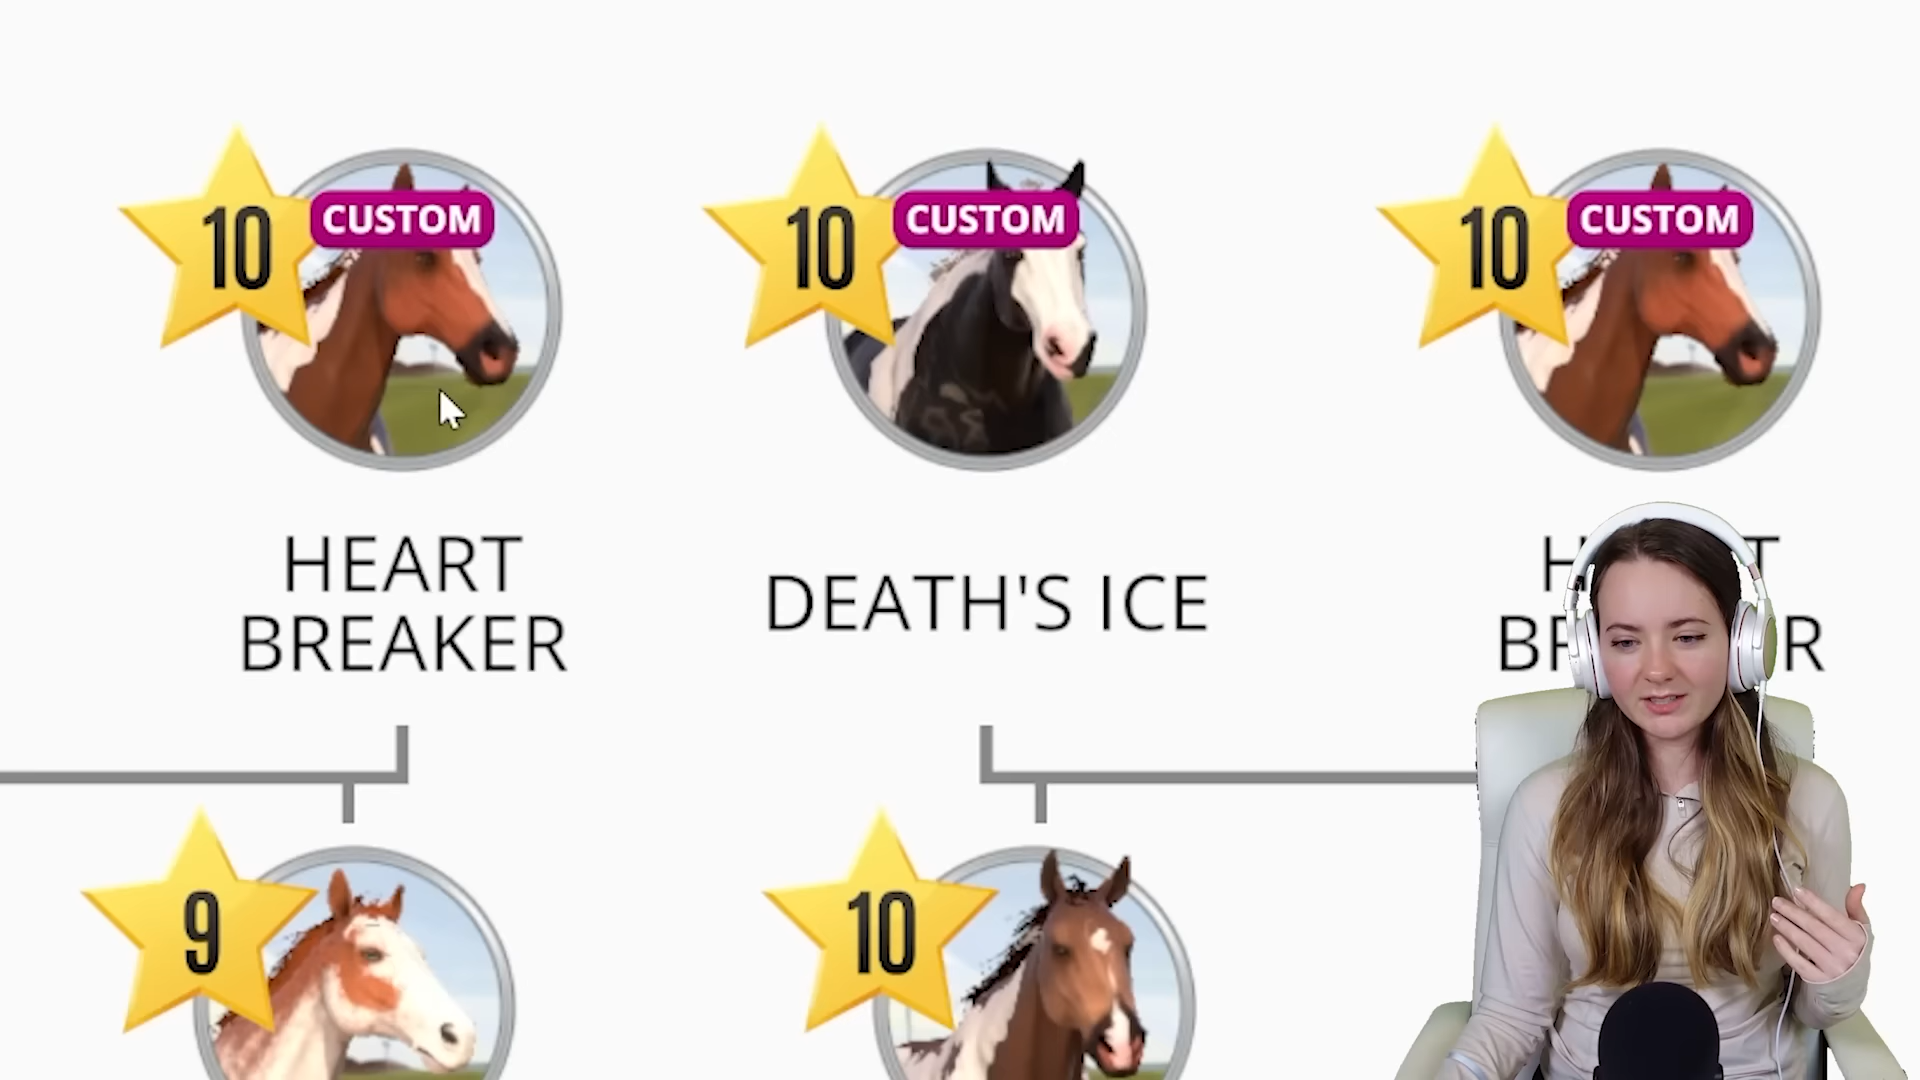 10 CUSTOM
10 CUSTOM
10 CUSTOM
HEART
BREAKER
DEATH'S ICE
9
10